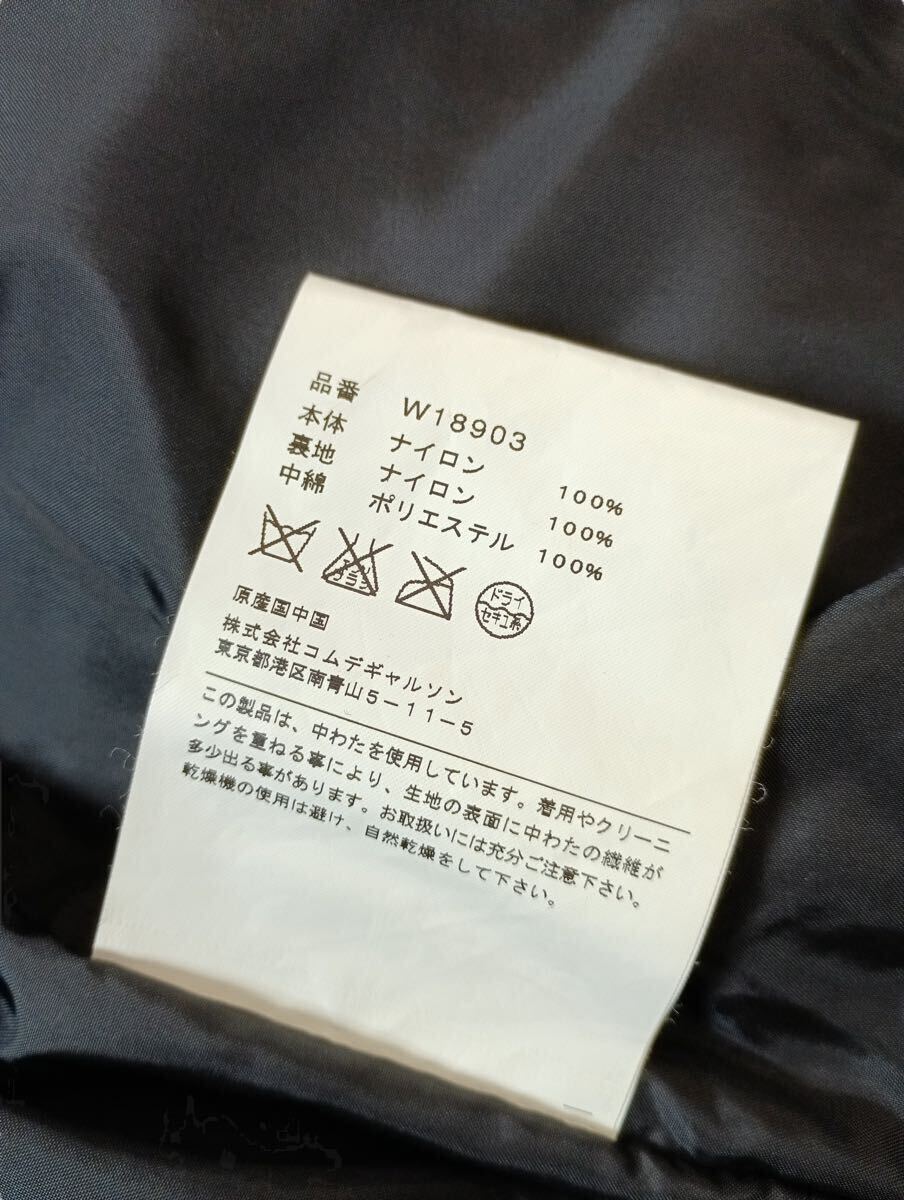 品番 W18903
本体 ナイロン 100%
裏地 ナイロン 100%
中綿 ポリエステル 100%
エンソ サラシ
ドライ
セキユ系
原産国中国
株式会社コムデギャルソン
東京都港区南青山5-11-5
この製品は、中わたを使用しています。着用やクリーニ
ングを重ねる事により、生地の表面に中わたの繊維が
多少出る事があります。お取扱いには充分ご注意下さい。
乾燥機の使用は避け、自然乾燥をして下さい。